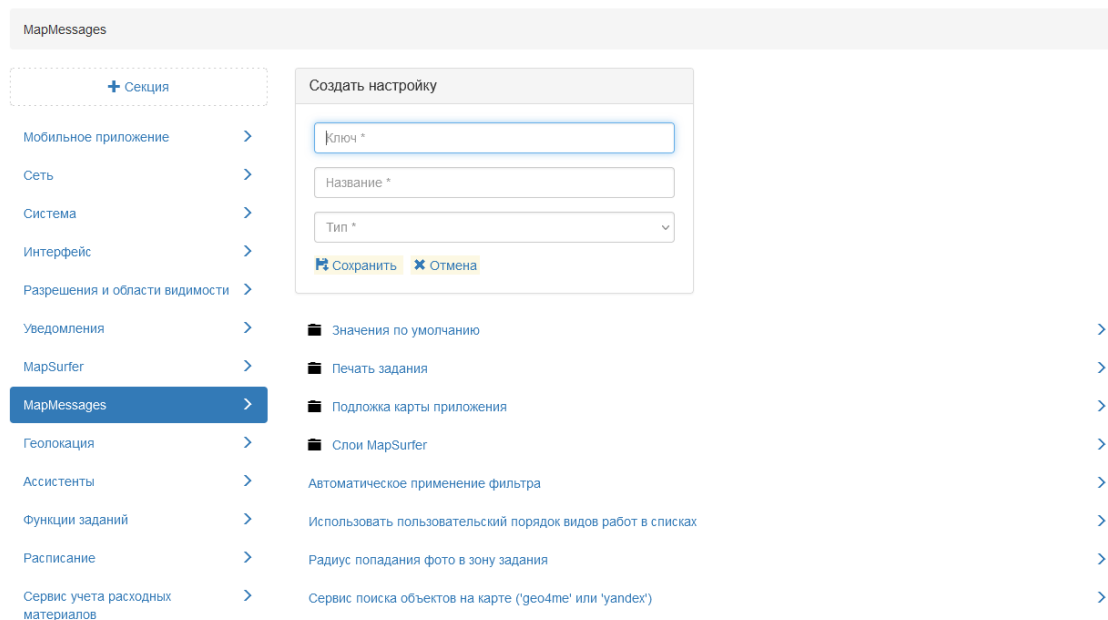 MapMessages
Секция
Мобильное приложение
Сеть
Система
Интерфейс
Разрешения и области видимости
Уведомления
MapSurfer
MapMessages
Геолокация
Ассистенты
Функции заданий
Расписание
Сервис учета расходных
материалов
Создать настройку
Ключ *
Название *
Тип *
Сохранить Отмена
Значения по умолчанию
Печать задания
Подложка карты приложения
Слои MapSurfer
Автоматическое применение фильтра
Использовать пользовательский порядок видов работ в списках
Радиус попадания фото в зону задания
Сервис поиска объектов на карте ('geo4me' или 'yandex')